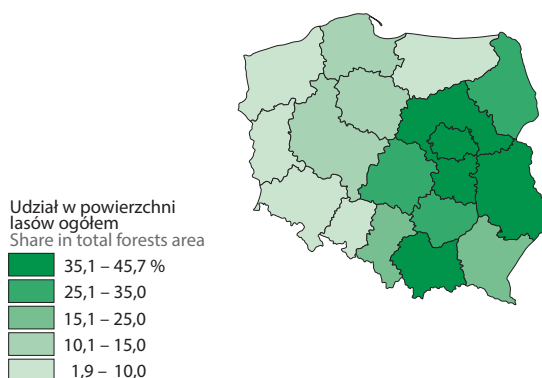 Udział w powierzchni
lasów ogółem
Share in total forests area
35,1 – 45,7 %
25,1 – 35,0
15,1 – 25,0
10,1 – 15,0
1,9 – 10,0